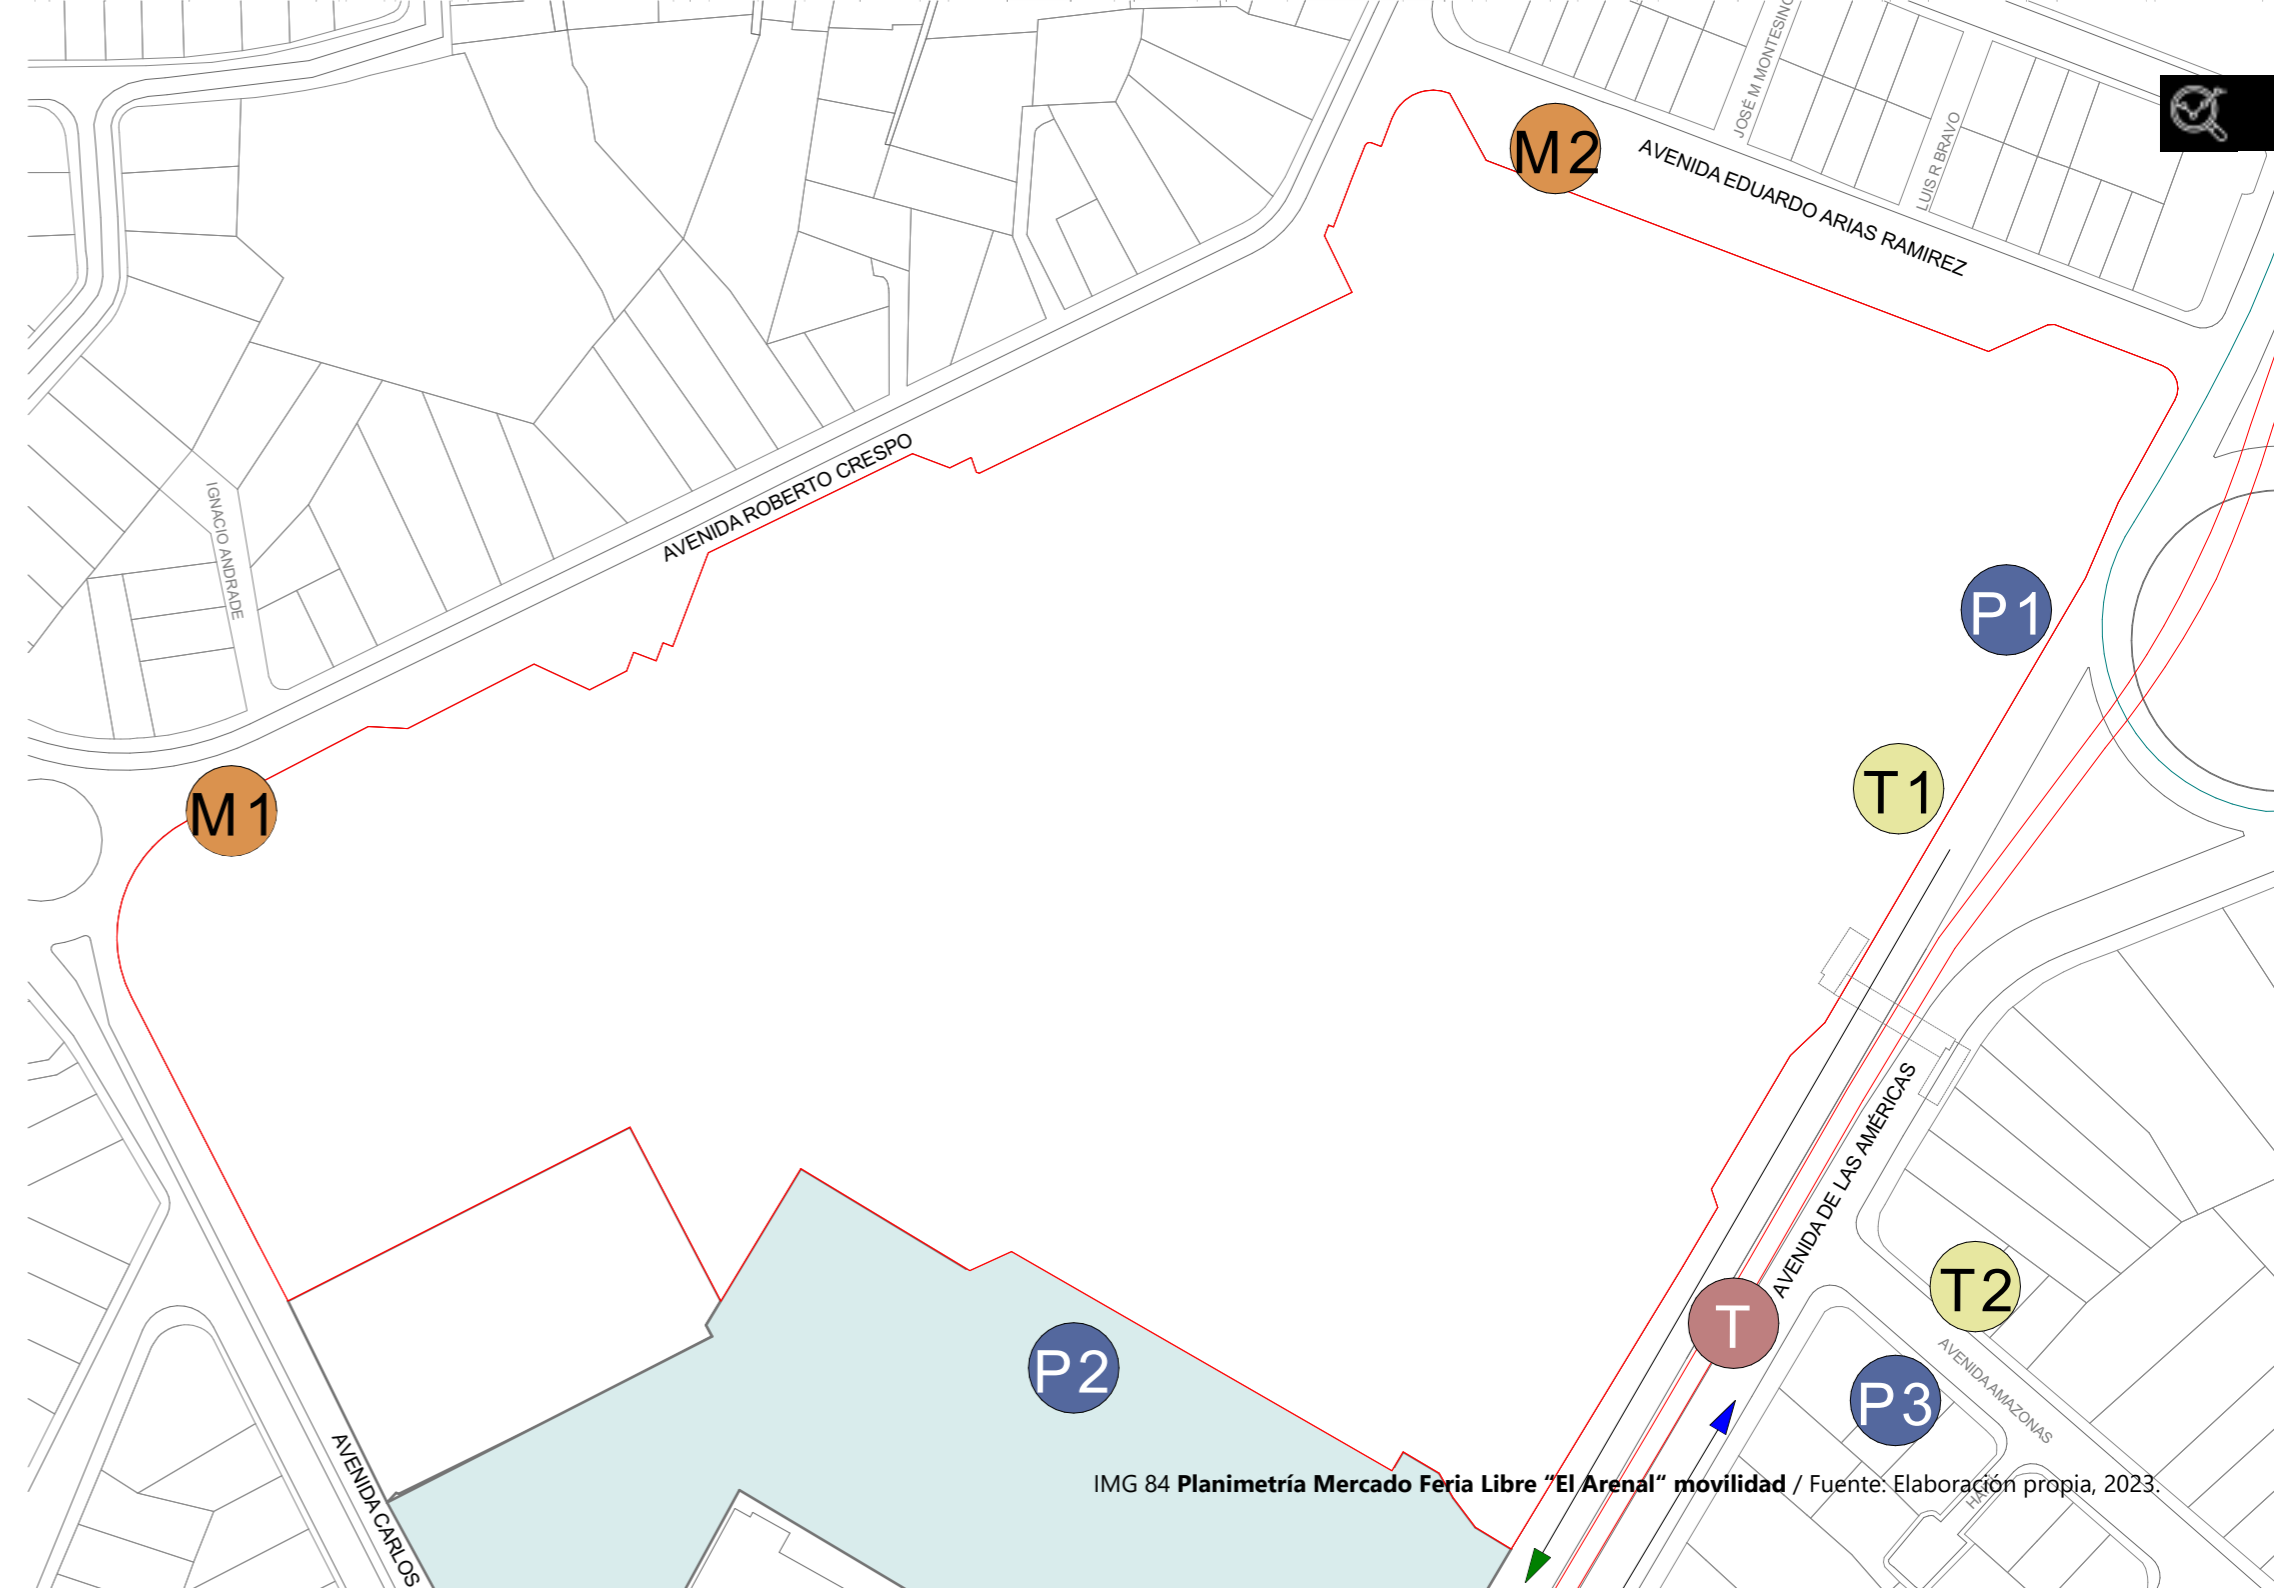 JOSÉ M MONTESINO
M2
AVENIDA EDUARDO ARIAS RAMIREZ
LUIS R BRAVO
AVENIDA ROBERTO CRESPO
IGNACIO ANDRADE
P1
T1
M1
AVENIDA DE LAS AMÉRICAS
T2
T
P2
P3
AVENIDA AMAZONAS
AVENIDA CARLOS
IMG 84 Planimetría Mercado Feria Libre “El Arenal“ movilidad / Fuente: Elaboración propia, 2023.